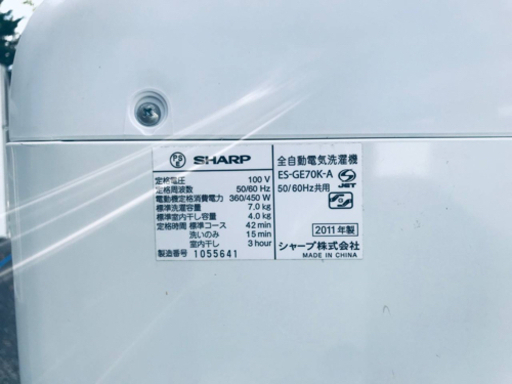 SHARP
定格電圧 100 V
定格周波数 50/60 Hz
電動機定格消費電力 360/450 W
標準洗濯容量 7.0 kg
標準室内干し容量 4.0 kg
定格時間 標準コース 42 min
洗いのみ 15 min
室内干し 3 hour
製造番号 1055641
全自動電気洗濯機
ES-GE70K-A
50/60Hz共用
JET
2011年製
シャープ株式会社
MADE IN CHINA